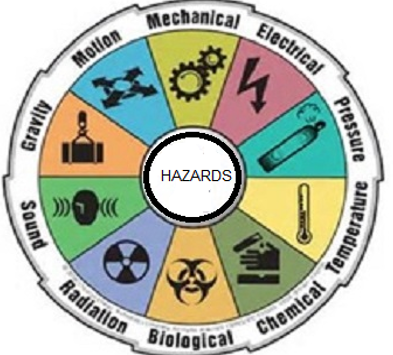 Mechanical
Electrical
Pressure
Temperature
Chemical
Biological
Radiation
Sound
Gravity
Motion
HAZARDS